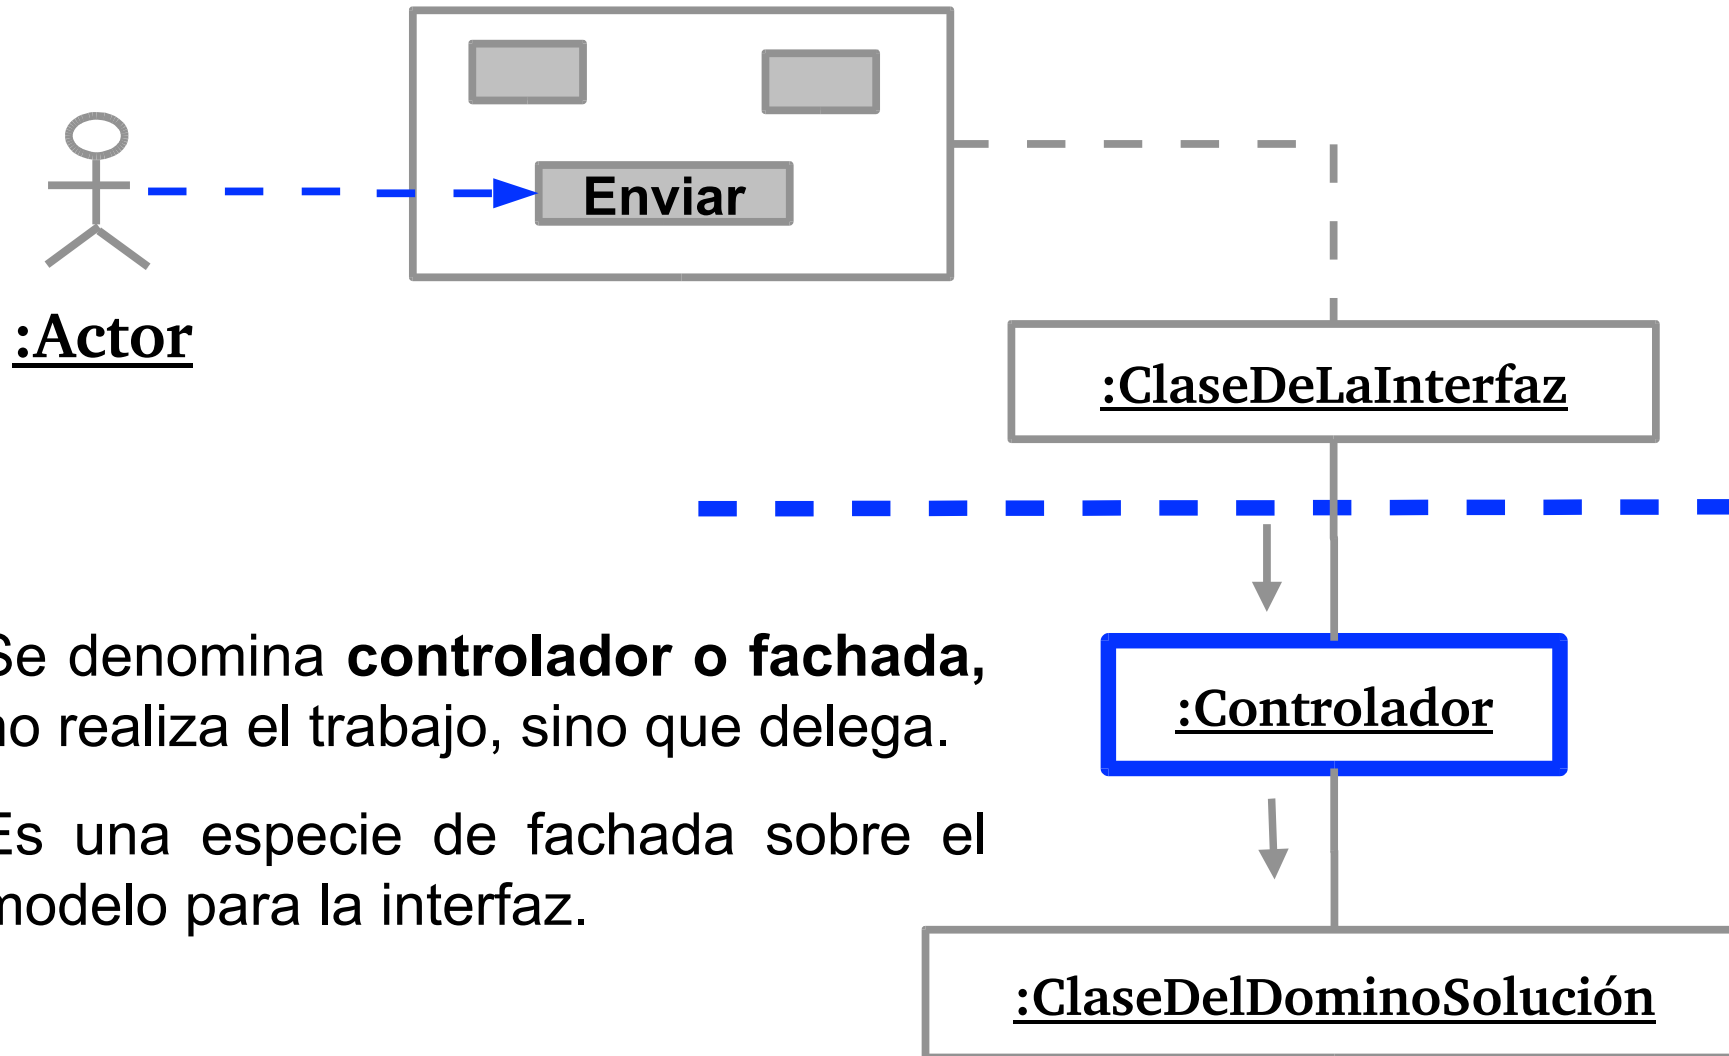 Enviar
:Actor
:ClaseDeLaInterfaz
Se denomina controlador o fachada,
no realiza el trabajo, sino que delega.
:Controlador
Es una especie de fachada sobre el
modelo para la interfaz.
:ClaseDelDominoSolución